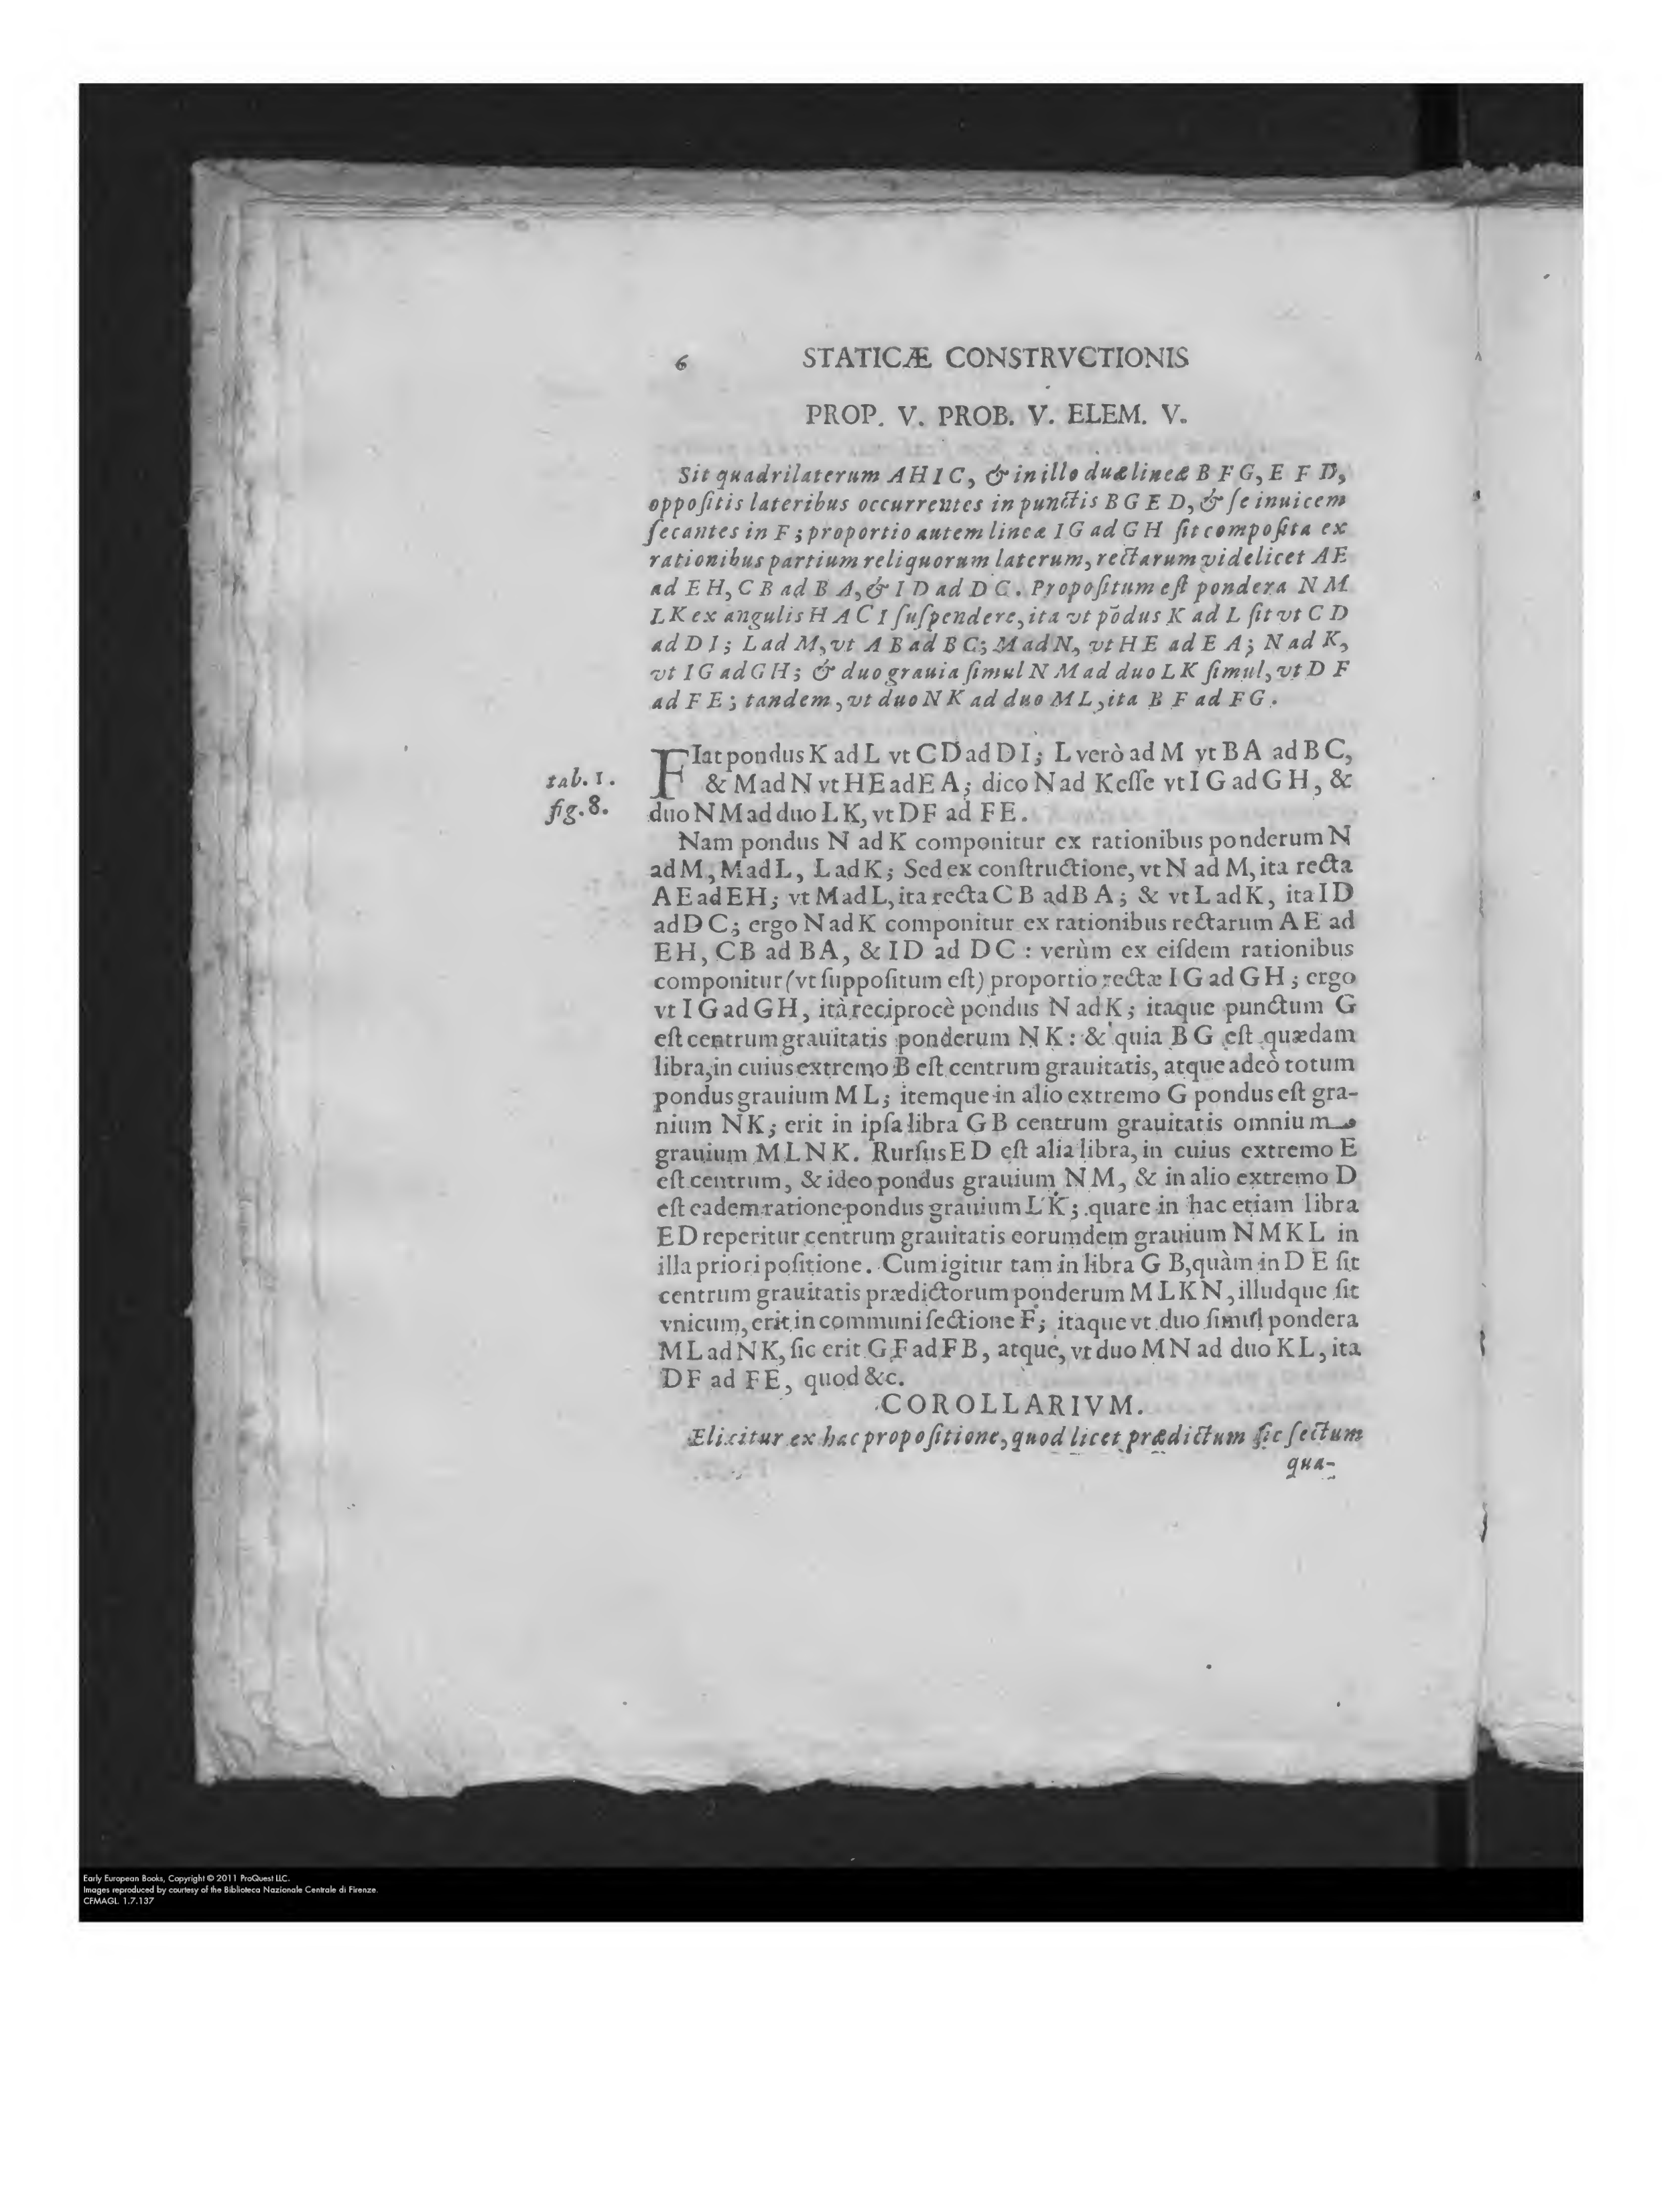 6 STATICÆ CONSTRVCTIONIS
PROP. V. PROB. V. ELEM. V.
Sit quadrilaterum AHIC, & in illo duæ lineæ B F G, E F D,
oppoſitis lateribus occurrentes in punctis B G E D, & ſe inuicem
ſecantes in F; proportio autem lineæ IG ad GH ſit compoſita ex
rationibus partium reliquorum laterum, rectarum videlicet AE
ad EH, CB ad BA, & ID ad DC. Propoſitum eſt pondera NM
LK ex angulis HACI ſuſpendere, ita vt põdus K ad L ſit vt CD
ad DI; L ad M, vt AB ad BC; M ad N, vt HE ad EA; N ad K,
vt IG ad GH; & duo grauia ſimul NM ad duo LK ſimul, vt DF
ad FE; tandem, vt duo NK ad duo ML, ita BF ad FG.
FIat pondus K ad L vt CD ad DI; L verò ad M yt BA ad BC,
tab. 1. & M ad N vt HE ad EA; dico N ad K eſſe vt IG ad GH, &
fig. 8. duo NM ad duo LK, vt DF ad FE.
Nam pondus N ad K componitur ex rationibus ponderum N
ad M, M ad L, L ad K; Sed ex conſtructione, vt N ad M, ita recta
AE ad EH; vt M ad L, ita recta CB ad BA; & vt L ad K, ita ID
ad DC; ergo N ad K componitur ex rationibus rectarum AE ad
EH, CB ad BA, & ID ad DC: verùm ex eiſdem rationibus
componitur (vt ſuppoſitum eſt) proportio rectæ IG ad GH; ergo
vt IG ad GH, ità reciprocè pondus N ad K; itaque punctum G
eſt centrum grauitatis ponderum NK: & quia BG eſt quædam
libra, in cuius extremo B eſt centrum grauitatis, atque adeò totum
pondus grauium ML; itemque in alio extremo G pondus eſt gra-
nium NK; erit in ipſa libra GB centrum grauitatis omnium
grauium MLNK. Rurſus ED eſt alia libra, in cuius extremo E
eſt centrum, & ideo pondus grauium NM, & in alio extremo D
eſt eadem ratione pondus grauium LK; quare in hac etiam libra
ED reperitur centrum grauitatis eorumdem grauium NMKL in
illa priori poſitione. Cum igitur tam in libra GB, quàm in DE ſit
centrum grauitatis prædictorum ponderum MLKN, illudque ſit
vnicum, erit in communi ſectione F; itaque vt duo ſimul pondera
ML ad NK, ſic erit GF ad FB, atque, vt duo MN ad duo KL, ita
DF ad FE, quod &c.
COROLLARIVM.
Elicitur ex hac propoſitione, quod licet prædictum ſic ſectum
qua-
Early European Books, Copyright © 2011 ProQuest LLC.
Images reproduced by courtesy of the Biblioteca Nazionale Centrale di Firenze.
CFMAGL. 1.7.137